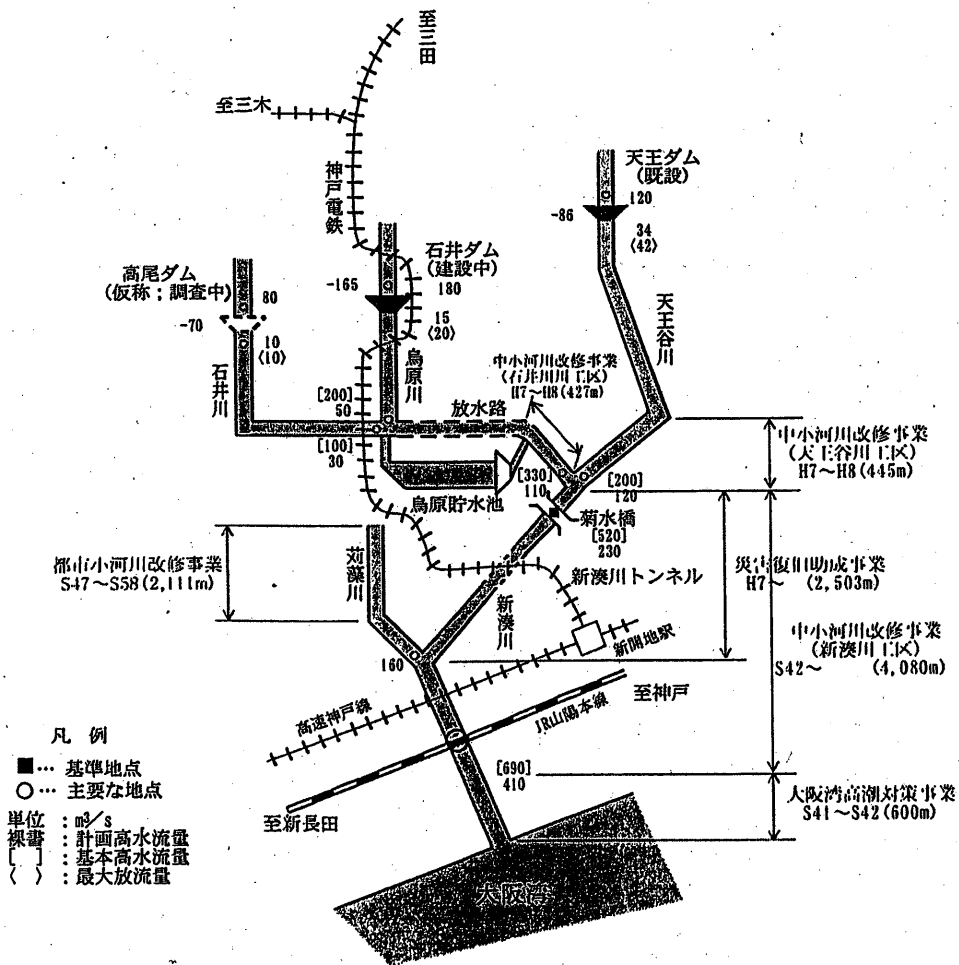 至三田
至三木
神戸電鉄
天王ダム
(既設)
120
-86
34
〈42〉
天王谷川
石井ダム
(建設中)
-165
180
15
〈20〉
烏原川
高尾ダム
(仮称;調査中)
80
-70
10
〈10〉
石井川
[200]
50
[100]
30
放水路
中小河川改修事業
(石井川工区)
H7~H8(427m)
烏原貯水池
[330]
110
[200]
120
菊水橋
[520]
230
中小河川改修事業
(天王谷川工区)
H7~H8(445m)
都市小河川改修事業
S47~S58(2,111m)
苅藻川
新湊川
新湊川トンネル
災害復旧助成事業
H7~ (2,503m)
中小河川改修事業
(新湊川工区)
S42~ (4,080m)
160
新開地駅
高速神戸線
至神戸
JR山陽本線
至新長田
[690]
410
大阪湾高潮対策事業
S41~S42(600m)
大阪湾
凡 例
■… 基準地点
○… 主要な地点
単位 : m3/s
裸書 : 計画高水流量
[ ] : 基本高水流量
〈 〉 : 最大放流量